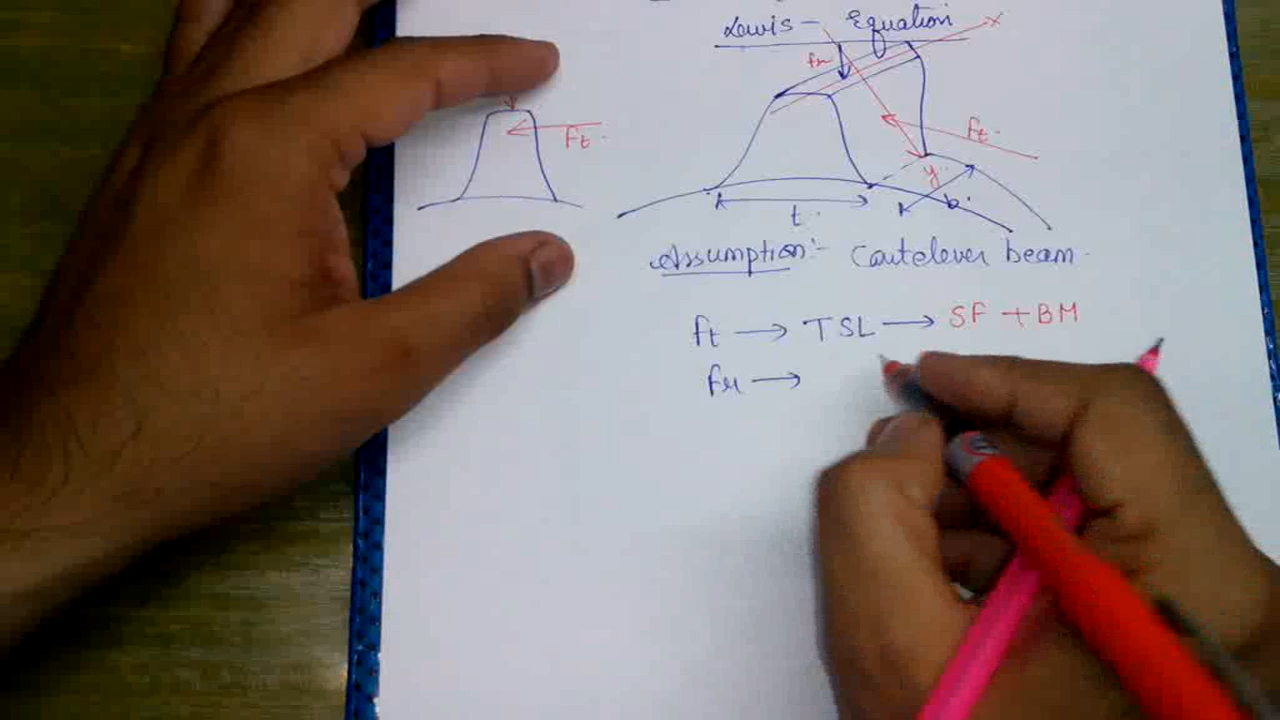 Lewis - Equation
x
fr
ft.
ft.
y.
b.
t.
Assumption :- Cantelever beam.
ft → TSL → SF + BM
fr →